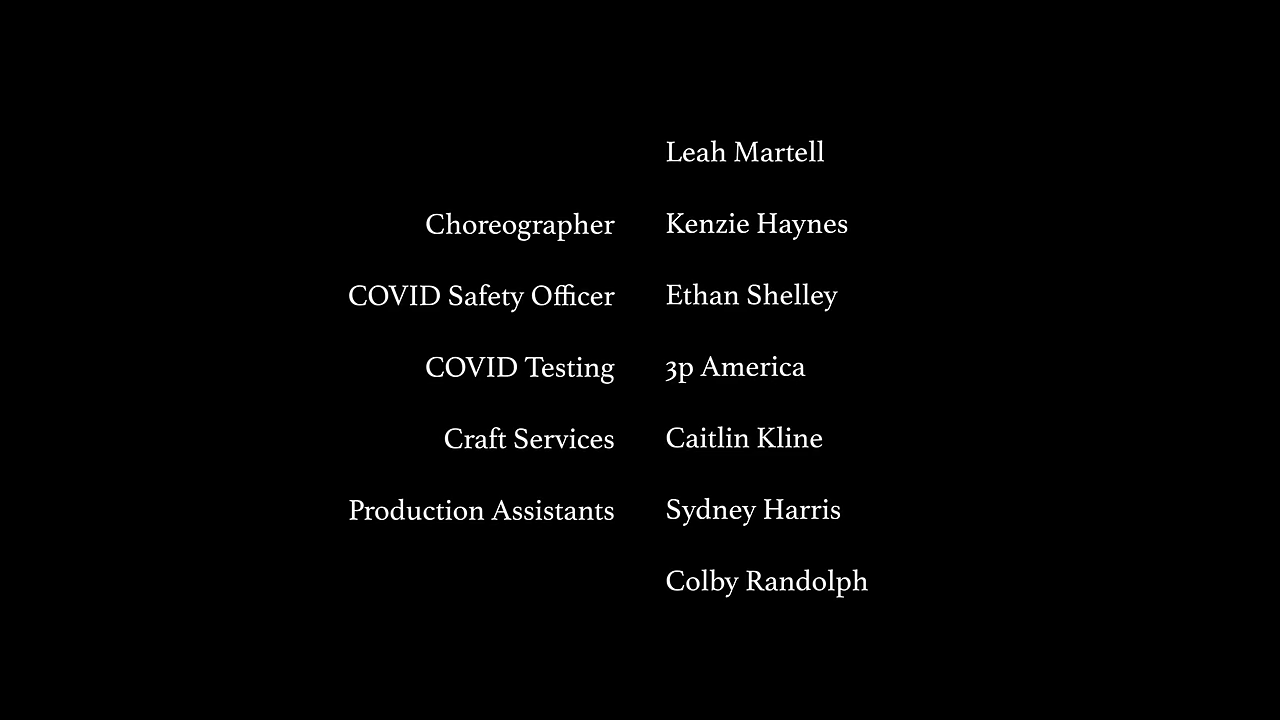 Leah Martell
Choreographer Kenzie Haynes
COVID Safety Officer Ethan Shelley
COVID Testing 3p America
Craft Services Caitlin Kline
Production Assistants Sydney Harris
Colby Randolph